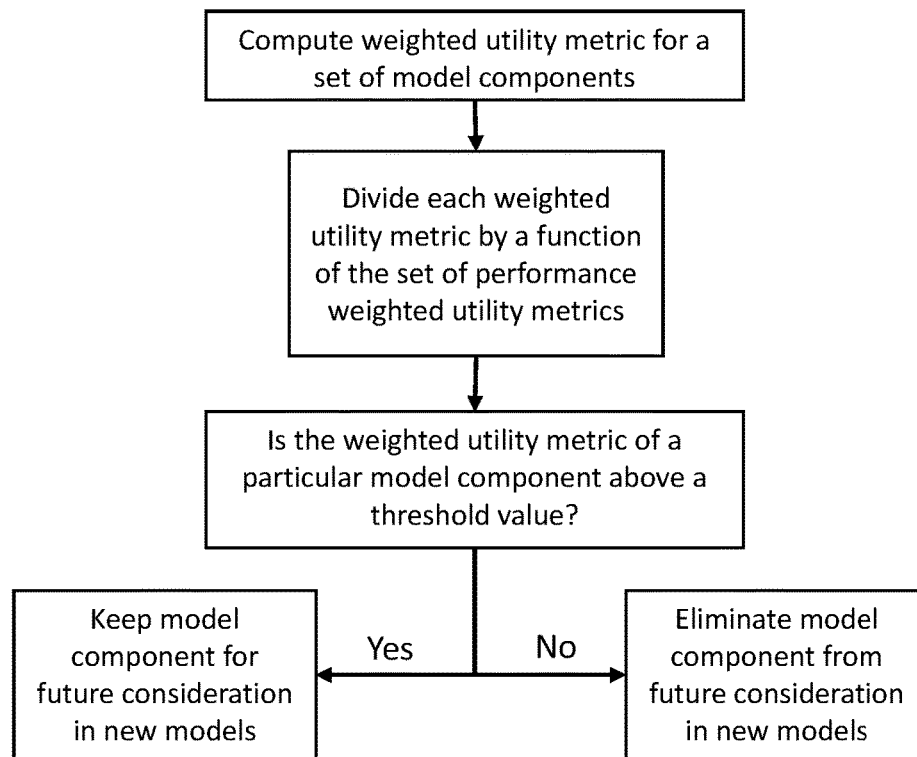 Compute weighted utility metric for a
set of model components
Divide each weighted
utility metric by a function
of the set of performance
weighted utility metrics
Is the weighted utility metric of a
particular model component above a
threshold value?
Yes
No
Keep model
component for
future consideration
in new models
Eliminate model
component from
future consideration
in new models